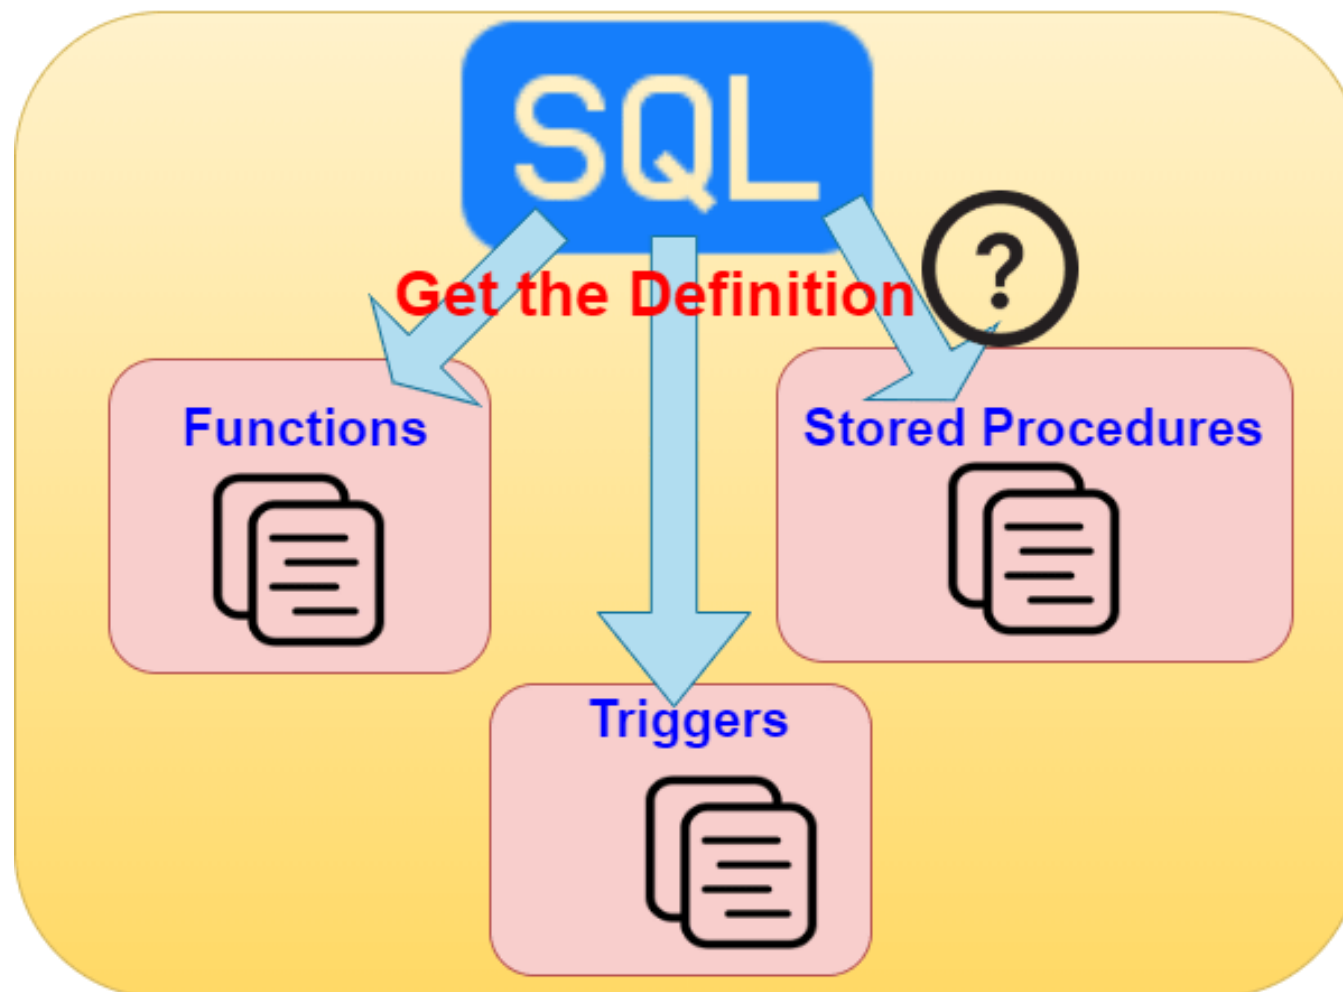 SQL
Get the Definition
?
Functions
Stored Procedures
Triggers